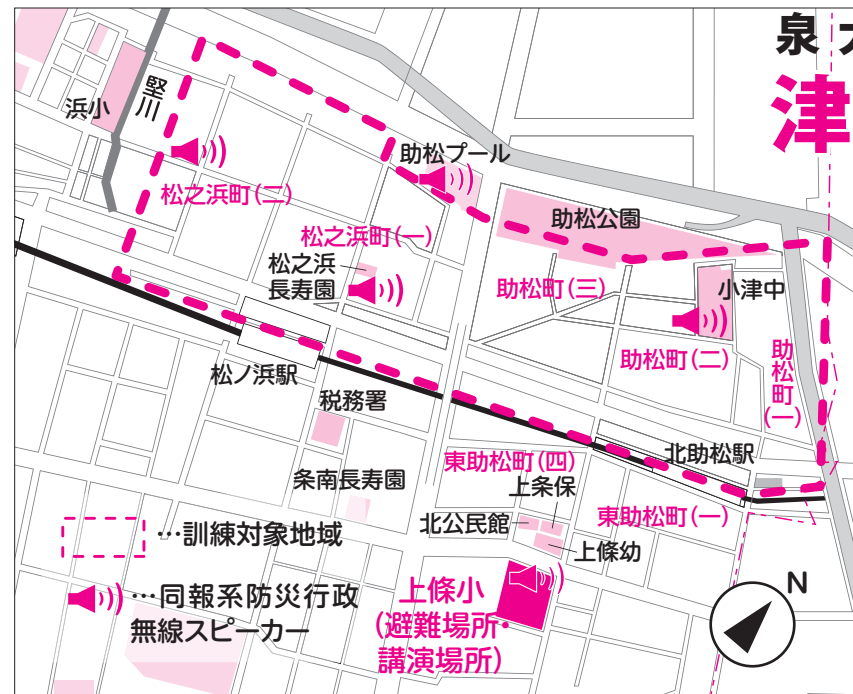 泉大
津
堅川
浜小
助松プール
松之浜町(二)
助松公園
松之浜町(一)
松之浜
長寿園
助松町(三)
小津中
助松町(二)
助松町(一)
松ノ浜駅
税務署
北助松駅
東助松町(四)
条南長寿園
上条保
北公民館
東助松町(一)
上條幼
…訓練対象地域
…同報系防災行政
無線スピーカー
上條小
(避難場所・
講演場所)
N